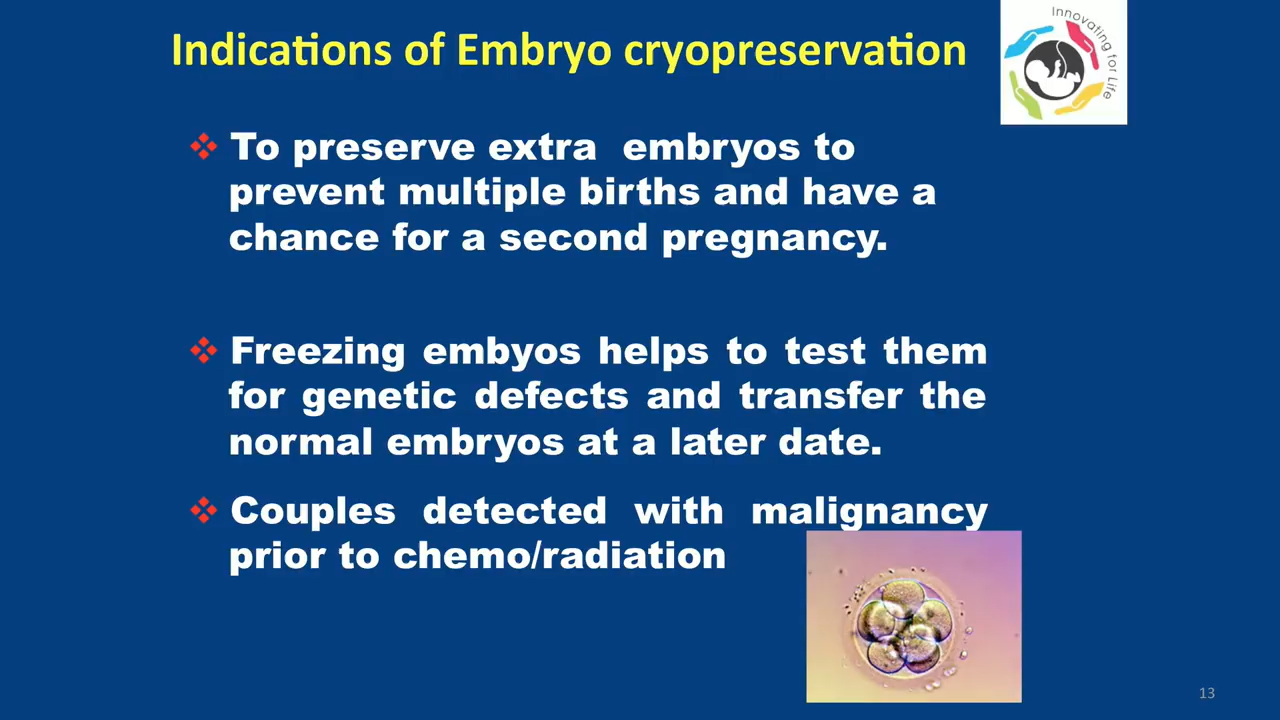 Indications of Embryo cryopreservation
Innovating for Life
❖ To preserve extra embryos to
prevent multiple births and have a
chance for a second pregnancy.
❖ Freezing embyos helps to test them
for genetic defects and transfer the
normal embryos at a later date.
❖ Couples detected with malignancy
prior to chemo/radiation
13